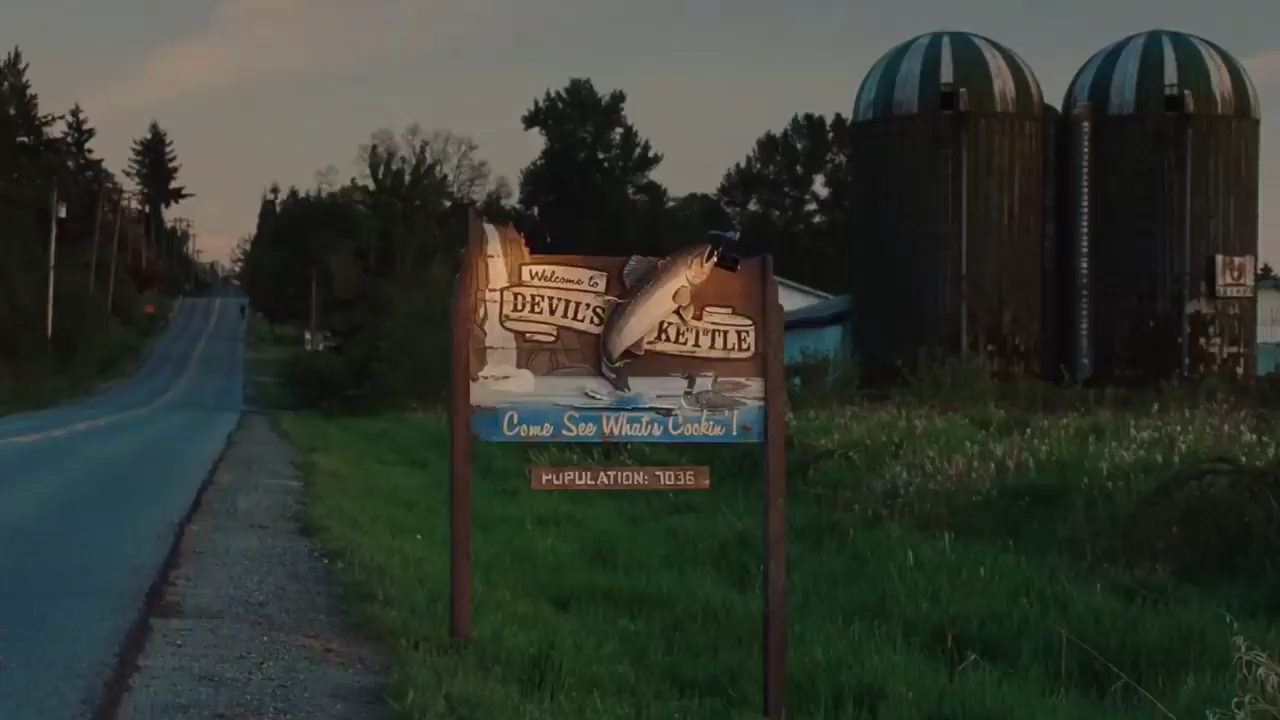 Welcome to
DEVIL'S
KETTLE
Come See What's Cookin'!
POPULATION: 7036